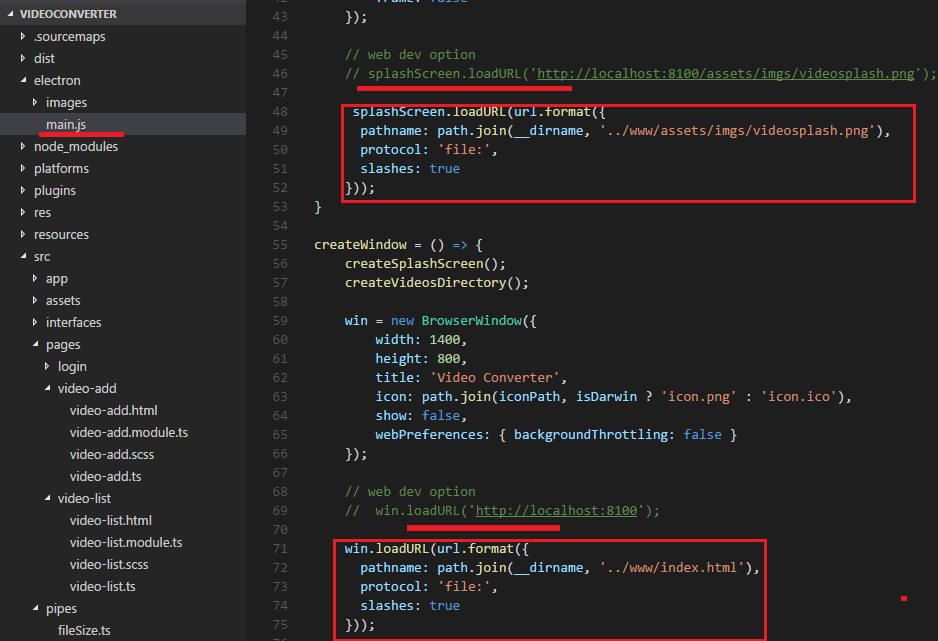 VIDEOCONVERTER
.sourcemaps
dist
electron
images
main.js
node_modules
platforms
plugins
res
resources
src
app
assets
interfaces
pages
login
video-add
video-add.html
video-add.module.ts
video-add.scss
video-add.ts
video-list
video-list.html
video-list.module.ts
video-list.scss
video-list.ts
pipes
fileSize.ts
43 });
44
45 // web dev option
46 // splashScreen.loadURL('http://localhost:8100/assets/imgs/videosplash.png');
47
48 splashScreen.loadURL(url.format({
49 pathname: path.join(__dirname, '../www/assets/imgs/videosplash.png'),
50 protocol: 'file:',
51 slashes: true
52 }));
53 }
54
55 createWindow = () => {
56 createSplashScreen();
57 createVideosDirectory();
58
59 win = new BrowserWindow({
60 width: 1400,
61 height: 800,
62 title: 'Video Converter',
63 icon: path.join(iconPath, isDarwin ? 'icon.png' : 'icon.ico'),
64 show: false,
65 webPreferences: { backgroundThrottling: false }
66 });
67
68 // web dev option
69 // win.loadURL('http://localhost:8100');
70
71 win.loadURL(url.format({
72 pathname: path.join(__dirname, '../www/index.html'),
73 protocol: 'file:',
74 slashes: true
75 }));